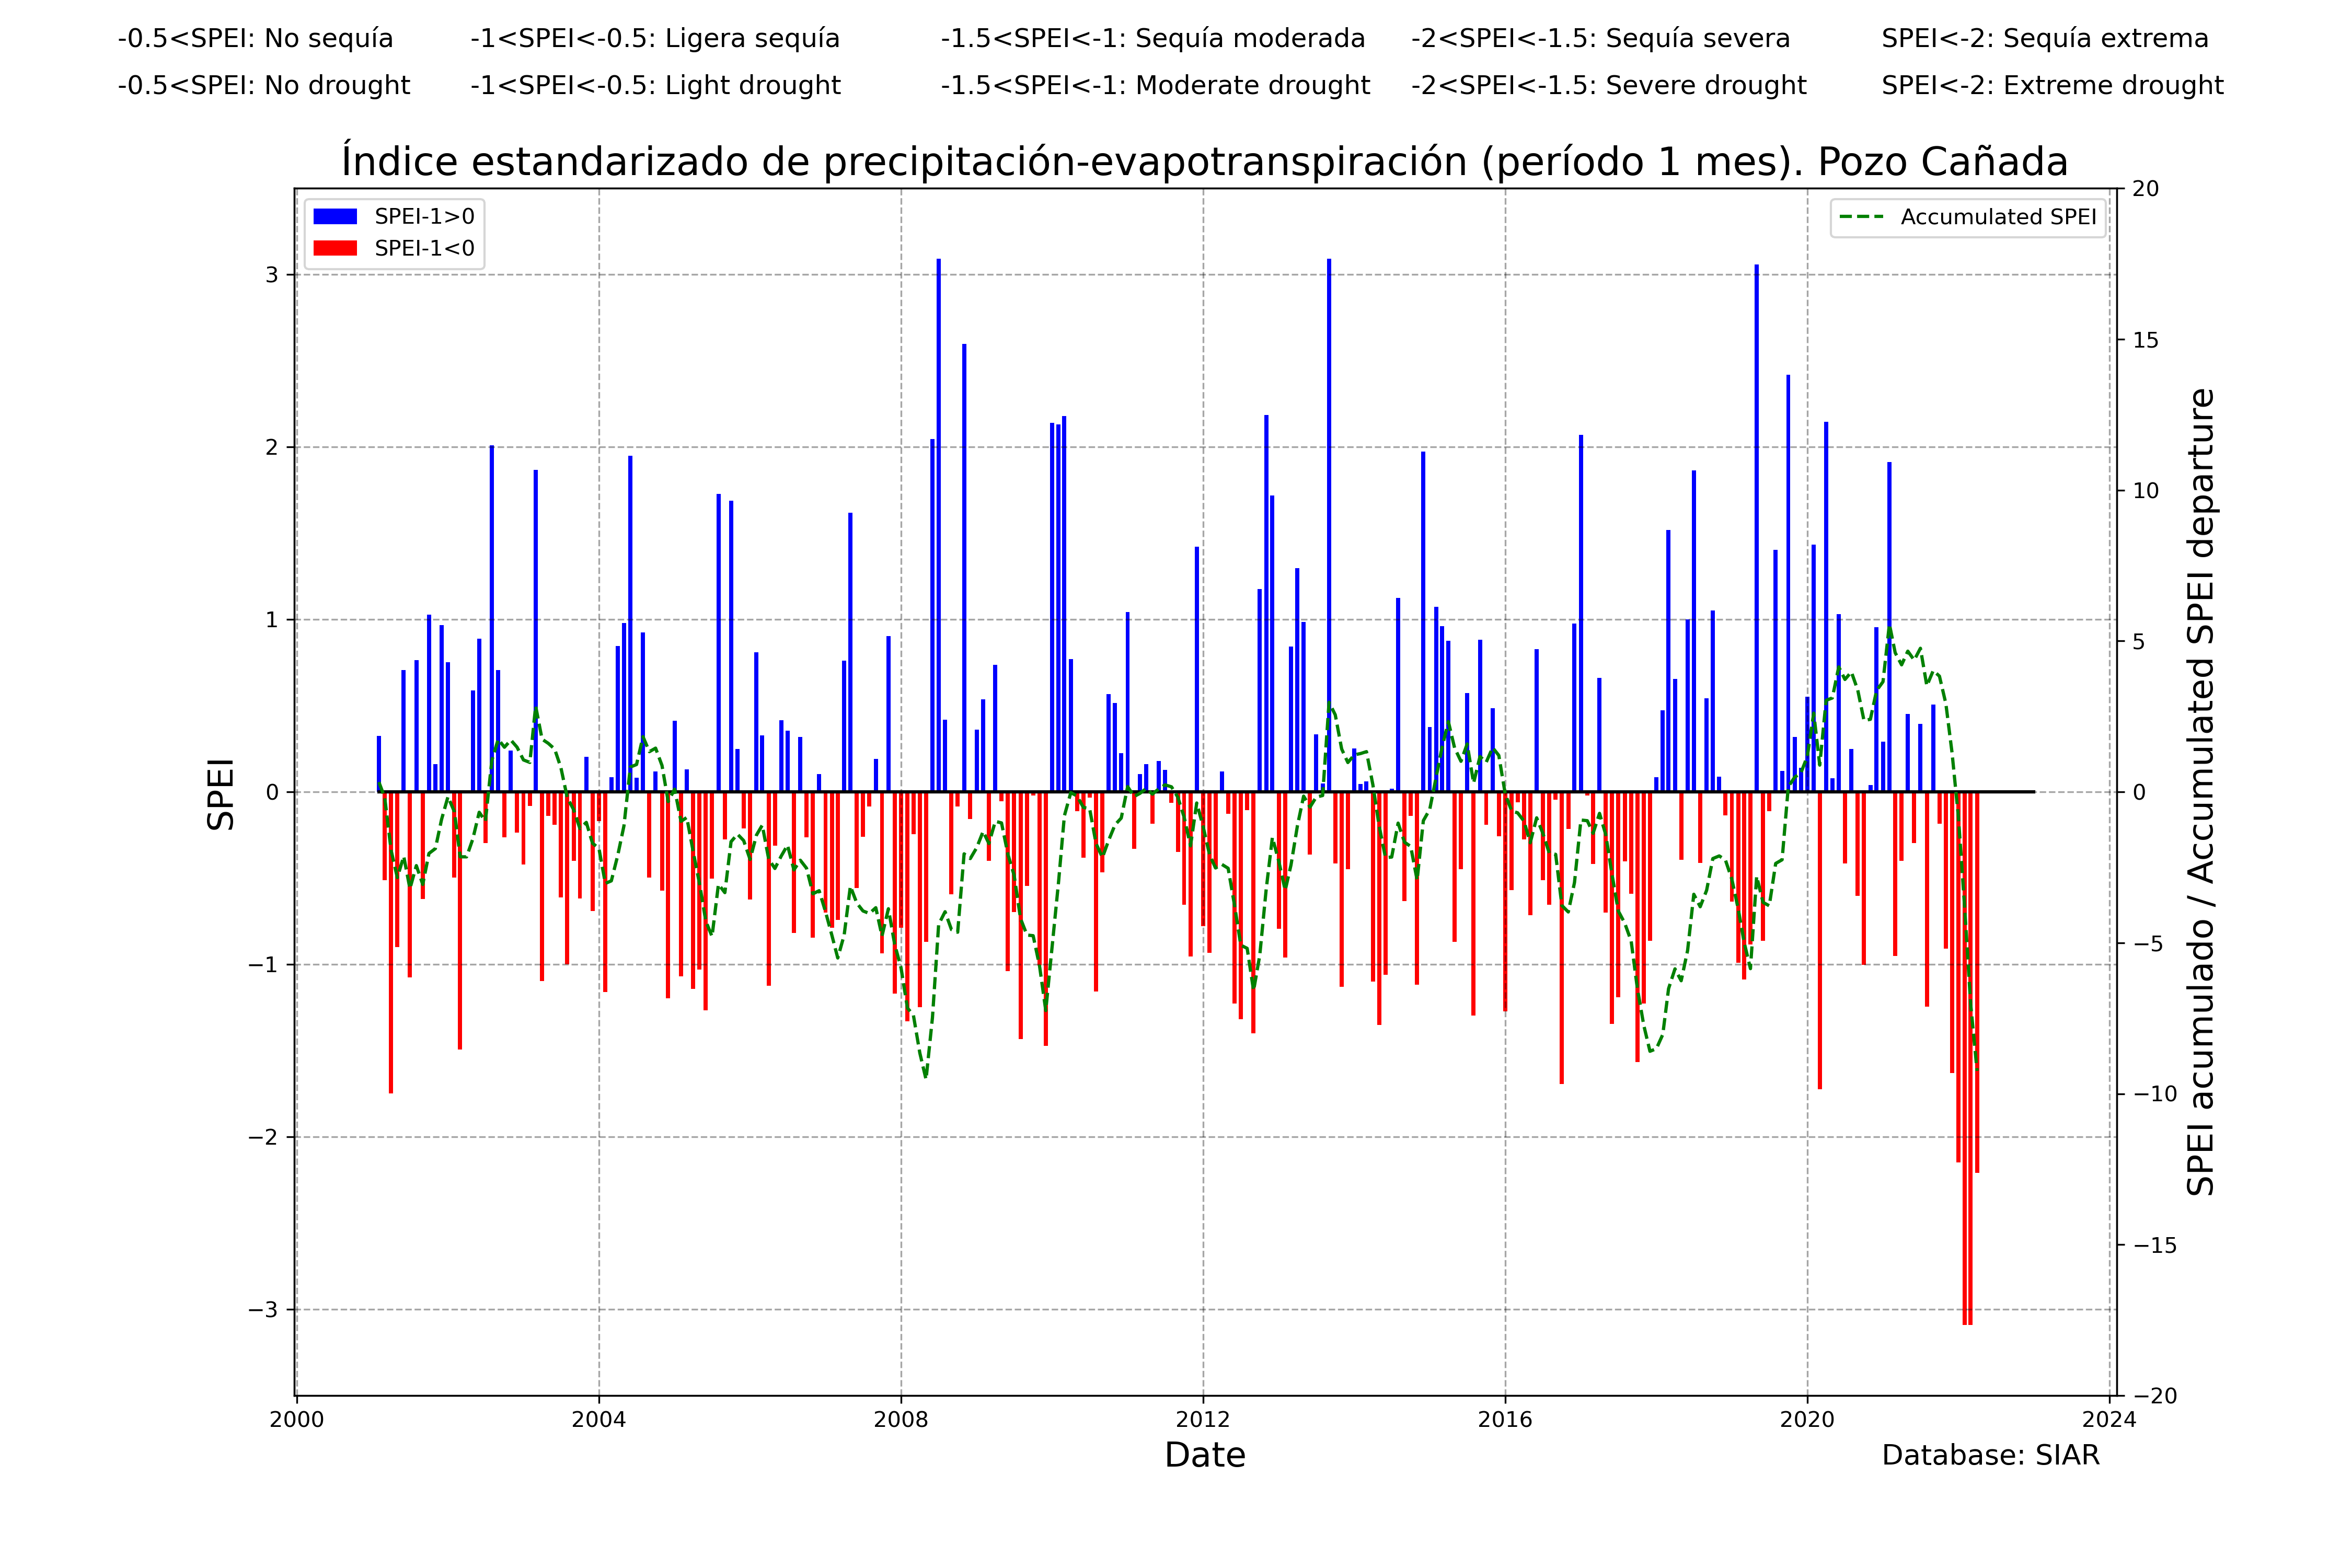 -0.5<SPEI: No sequía -1<SPEI<-0.5: Ligera sequía -1.5<SPEI<-1: Sequía moderada -2<SPEI<-1.5: Sequía severa SPEI<-2: Sequía extrema
-0.5<SPEI: No drought -1<SPEI<-0.5: Light drought -1.5<SPEI<-1: Moderate drought -2<SPEI<-1.5: Severe drought SPEI<-2: Extreme drought
Índice estandarizado de precipitación-evapotranspiración (período 1 mes). Pozo Cañada
SPEI-1>0
SPEI-1<0
Accumulated SPEI
SPEI
3
2
1
0
−1
−2
−3
20
15
10
5
0
−5
−10
−15
−20
SPEI acumulado / Accumulated SPEI departure
2000 2004 2008 2012 2016 2020 2024
Date
Database: SIAR